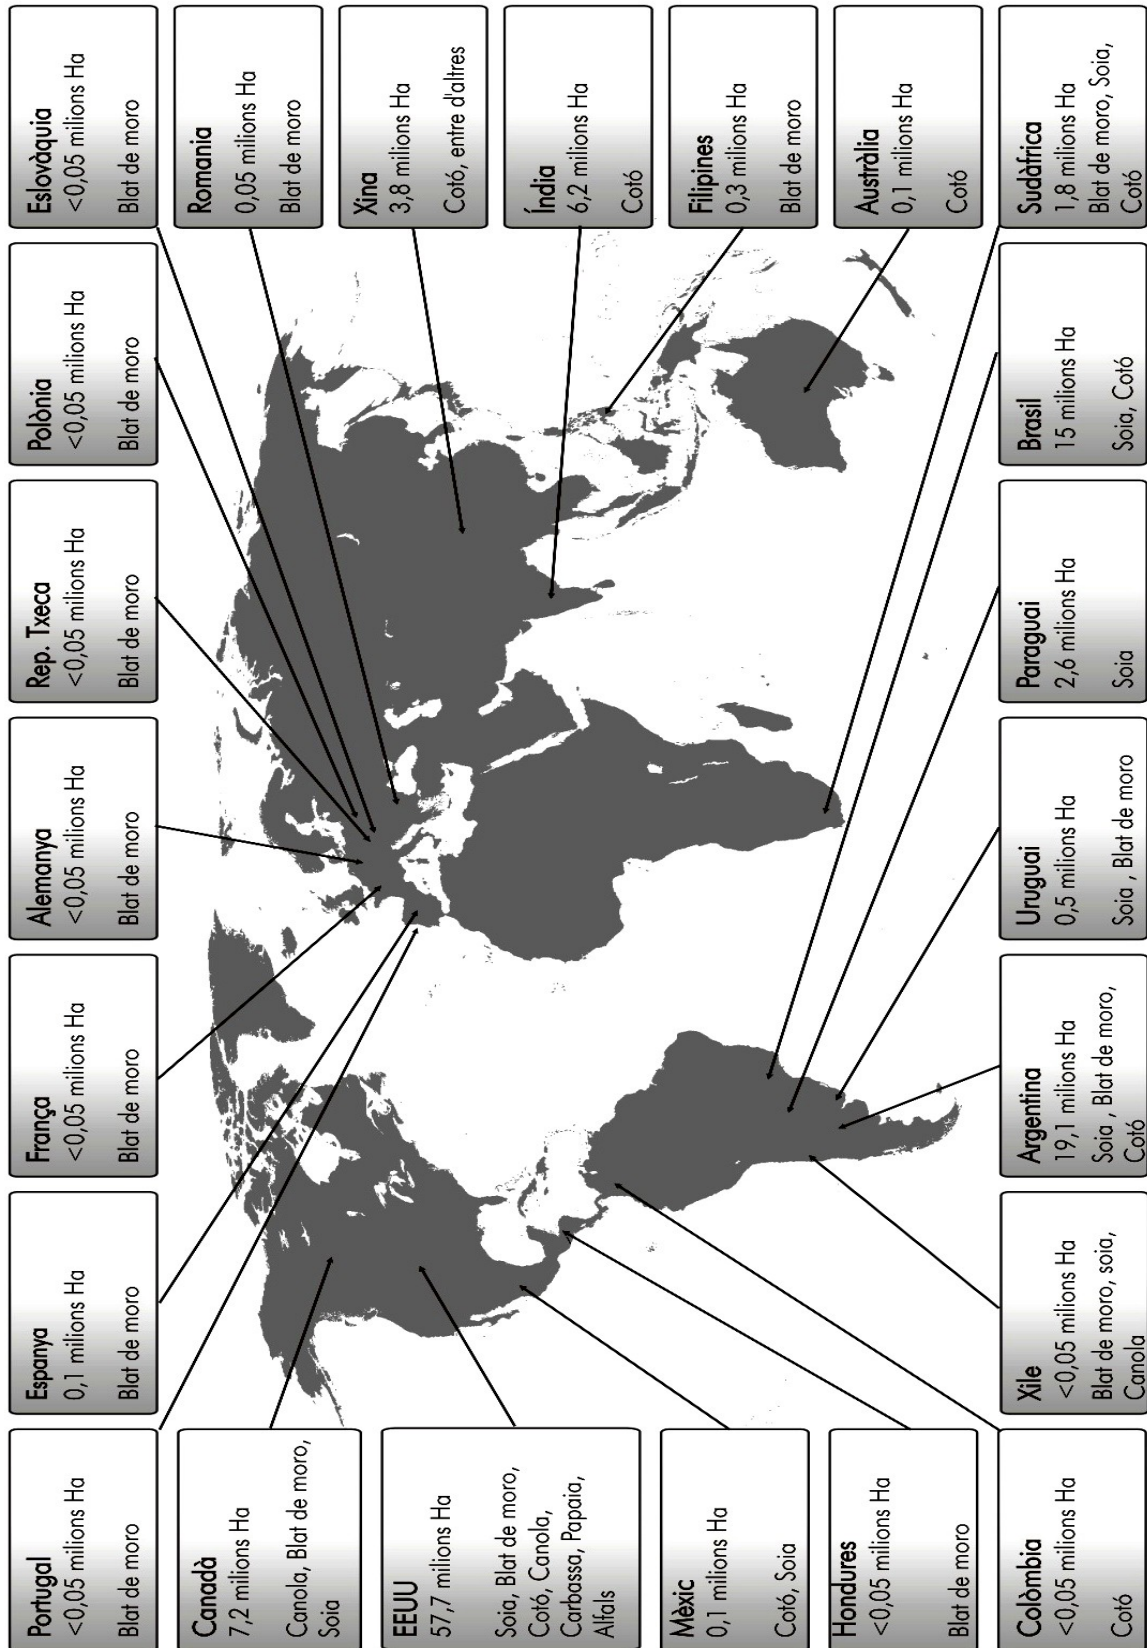 Portugal
<0,05 milions Ha
Blat de moro
Espanya
0,1 milions Ha
Blat de moro
França
<0,05 milions Ha
Blat de moro
Alemanya
<0,05 milions Ha
Blat de moro
Rep. Txeca
<0,05 milions Ha
Blat de moro
Polònia
<0,05 milions Ha
Blat de moro
Eslovàquia
<0,05 milions Ha
Blat de moro
Canadà
7,2 milions Ha
Canola, Blat de moro,
Soia
EEUU
57,7 milions Ha
Soia, Blat de moro,
Cotó, Canola,
Carbassa, Papaia,
Alfals
Mèxic
0,1 milions Ha
Cotó, Soia
Hondures
<0,05 milions Ha
Blat de moro
Colòmbia
<0,05 milions Ha
Cotó
Romania
0,05 milions Ha
Blat de moro
Xina
3,8 milions Ha
Cotó, entre d'altres
Índia
6,2 milions Ha
Cotó
Filipines
0,3 milions Ha
Blat de moro
Austràlia
0,1 milions Ha
Cotó
Xile
<0,05 milions Ha
Blat de moro, soia,
Canola
Argentina
19,1 milions Ha
Soia , Blat de moro,
Cotó
Uruguai
0,5 milions Ha
Soia , Blat de moro
Paraguai
2,6 milions Ha
Soia
Brasil
15 milions Ha
Soia, Cotó
Sudàfrica
1,8 milions Ha
Blat de moro, Soia,
Cotó